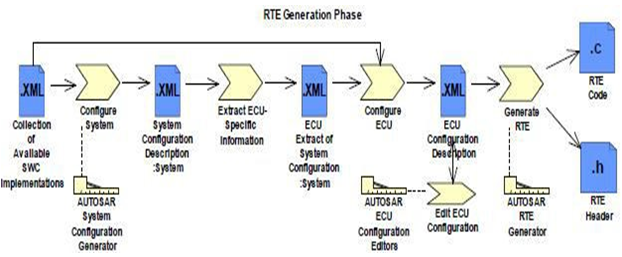 RTE Generation Phase
.XML
.XML
.XML
.XML
.c
.h
Collection
of
Available
SWC
Implementations
Configure
System
System
Configuration
Description
:System
Extract ECU-
Specific
Information
ECU
Extract of
System
Configuration
:System
Configure
ECU
ECU
Configuration
Description
Generate
RTE
RTE
Code
RTE
Header
AUTOSAR
System
Configuration
Generator
AUTOSAR
ECU
Configuration
Editors
Edit ECU
Configuration
AUTOSAR
RTE
Generator